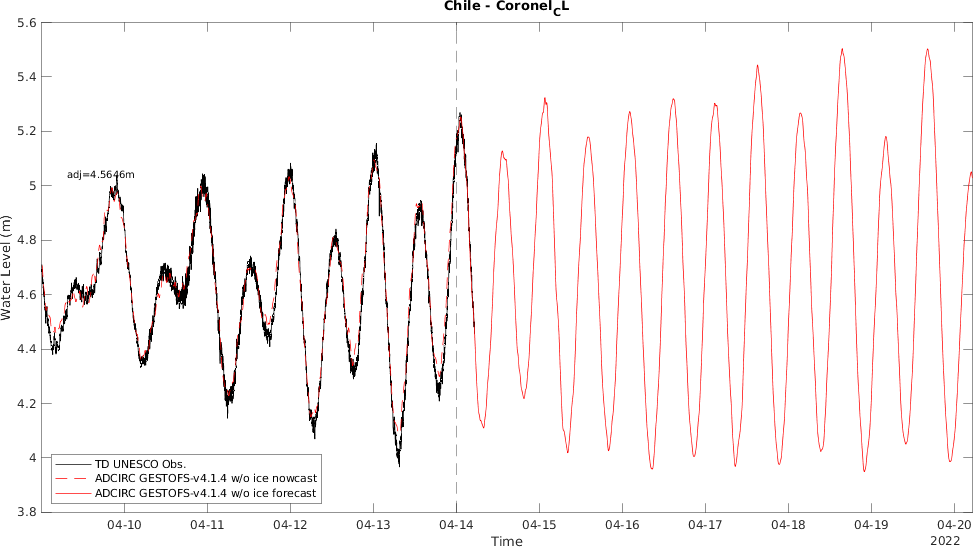 Chile - Coronel_CL
5.6
5.4
5.2
5
4.8
4.6
4.4
4.2
4
3.8
Water Level (m)
adj=4.5646m
TD UNESCO Obs.
ADCIRC GESTOFS-v4.1.4 w/o ice nowcast
ADCIRC GESTOFS-v4.1.4 w/o ice forecast
04-10 04-11 04-12 04-13 04-14 04-15 04-16 04-17 04-18 04-19 04-20
Time 2022